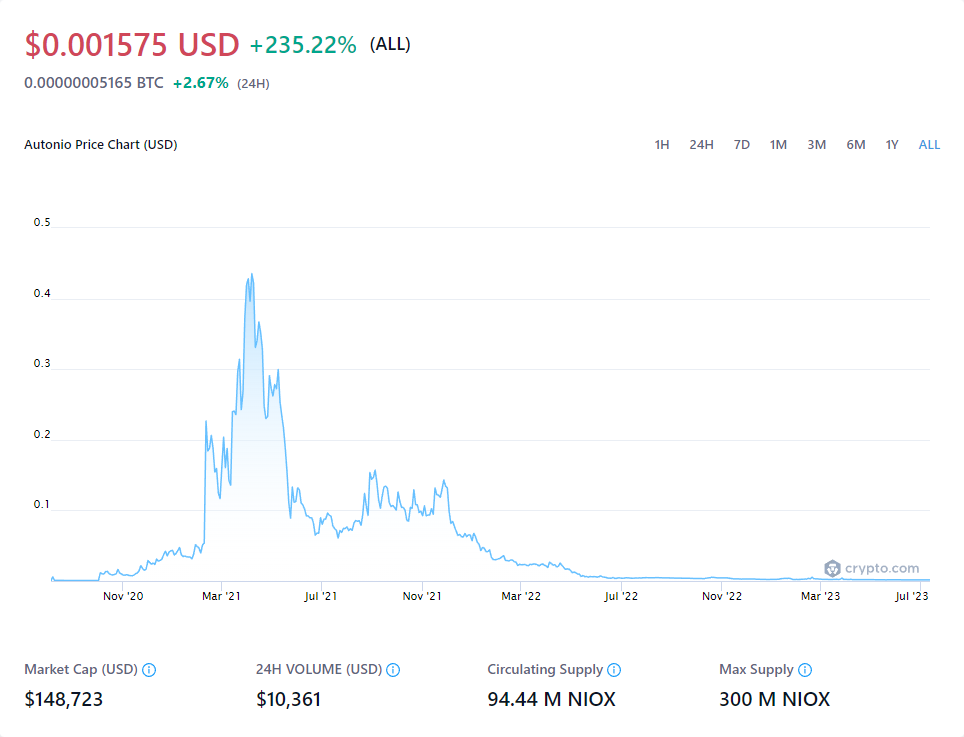 $0.001575 USD +235.22% (ALL)
0.00000005165 BTC +2.67% (24H)
Autonio Price Chart (USD) 1H 24H 7D 1M 3M 6M 1Y ALL
0.5
0.4
0.3
0.2
0.1
crypto.com
Nov '20 Mar '21 Jul '21 Nov '21 Mar '22 Jul '22 Nov '22 Mar '23 Jul '23
Market Cap (USD) 24H VOLUME (USD) Circulating Supply Max Supply
$148,723 $10,361 94.44 M NIOX 300 M NIOX